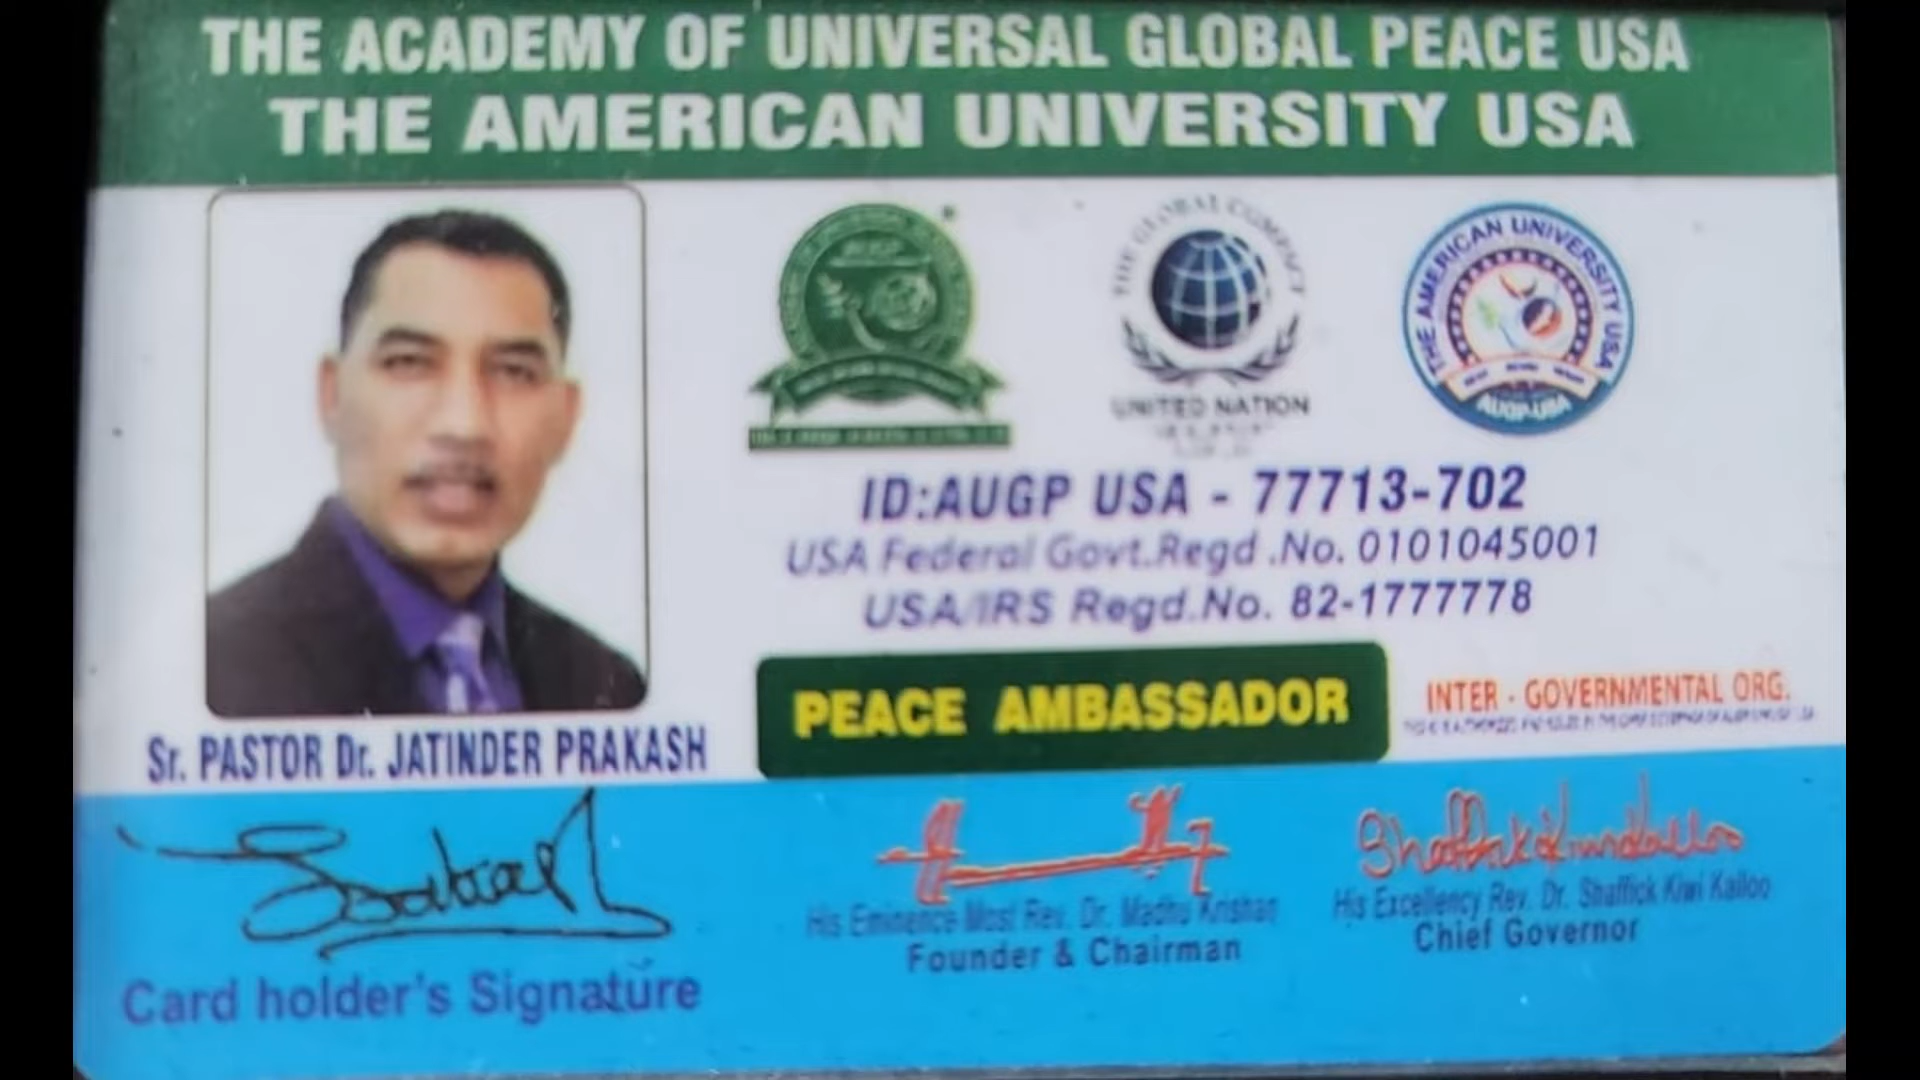 THE ACADEMY OF UNIVERSAL GLOBAL PEACE USA
THE AMERICAN UNIVERSITY USA
THE GLOBAL COMPACT
UNITED NATION
THE AMERICAN UNIVERSITY USA
AUGP-USA
ID:AUGP USA - 77713-702
USA Federal Govt.Regd .No. 0101045001
USA/IRS Regd.No. 82-1777778
PEACE AMBASSADOR
INTER - GOVERNMENTAL ORG.
Sr. PASTOR Dr. JATINDER PRAKASH
Card holder's Signature
His Eminence Most Rev. Dr. Madhu Krishan
Founder & Chairman
His Excellency Rev. Dr. Shaffick Kiwi Kalloo
Chief Governor